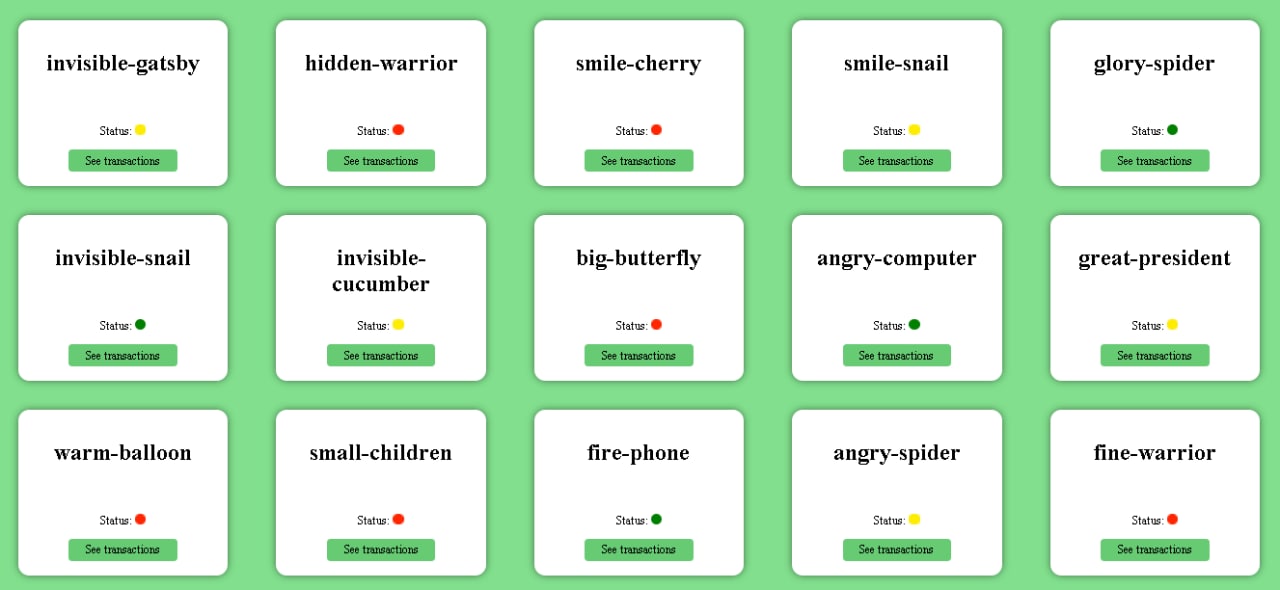 invisible-gatsby
Status:
See transactions
hidden-warrior
Status:
See transactions
smile-cherry
Status:
See transactions
smile-snail
Status:
See transactions
glory-spider
Status:
See transactions
invisible-snail
Status:
See transactions
invisible-
cucumber
Status:
See transactions
big-butterfly
Status:
See transactions
angry-computer
Status:
See transactions
great-president
Status:
See transactions
warm-balloon
Status:
See transactions
small-children
Status:
See transactions
fire-phone
Status:
See transactions
angry-spider
Status:
See transactions
fine-warrior
Status:
See transactions